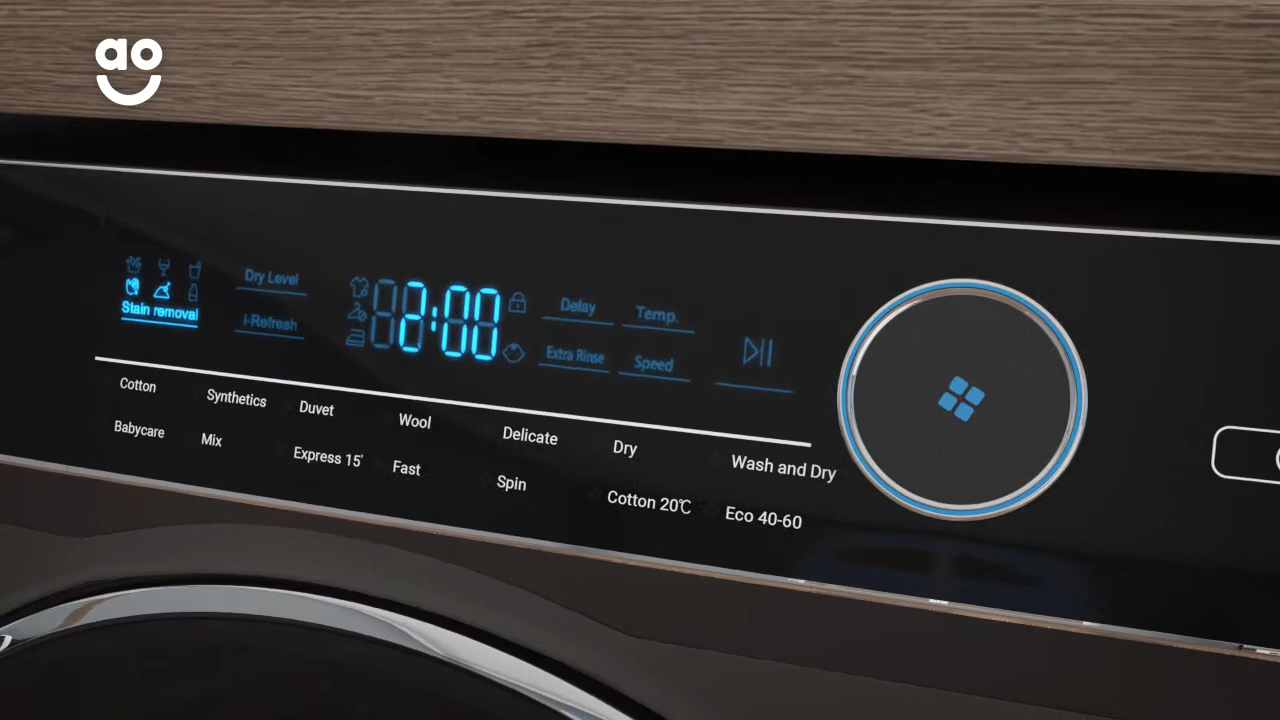 ao
Stain removal
Dry Level
i-Refresh
2:00
Delay
Temp.
Extra Rinse
Speed
Cotton
Synthetics
Duvet
Wool
Delicate
Dry
Wash and Dry
Babycare
Mix
Express 15'
Fast
Spin
Cotton 20℃
Eco 40-60